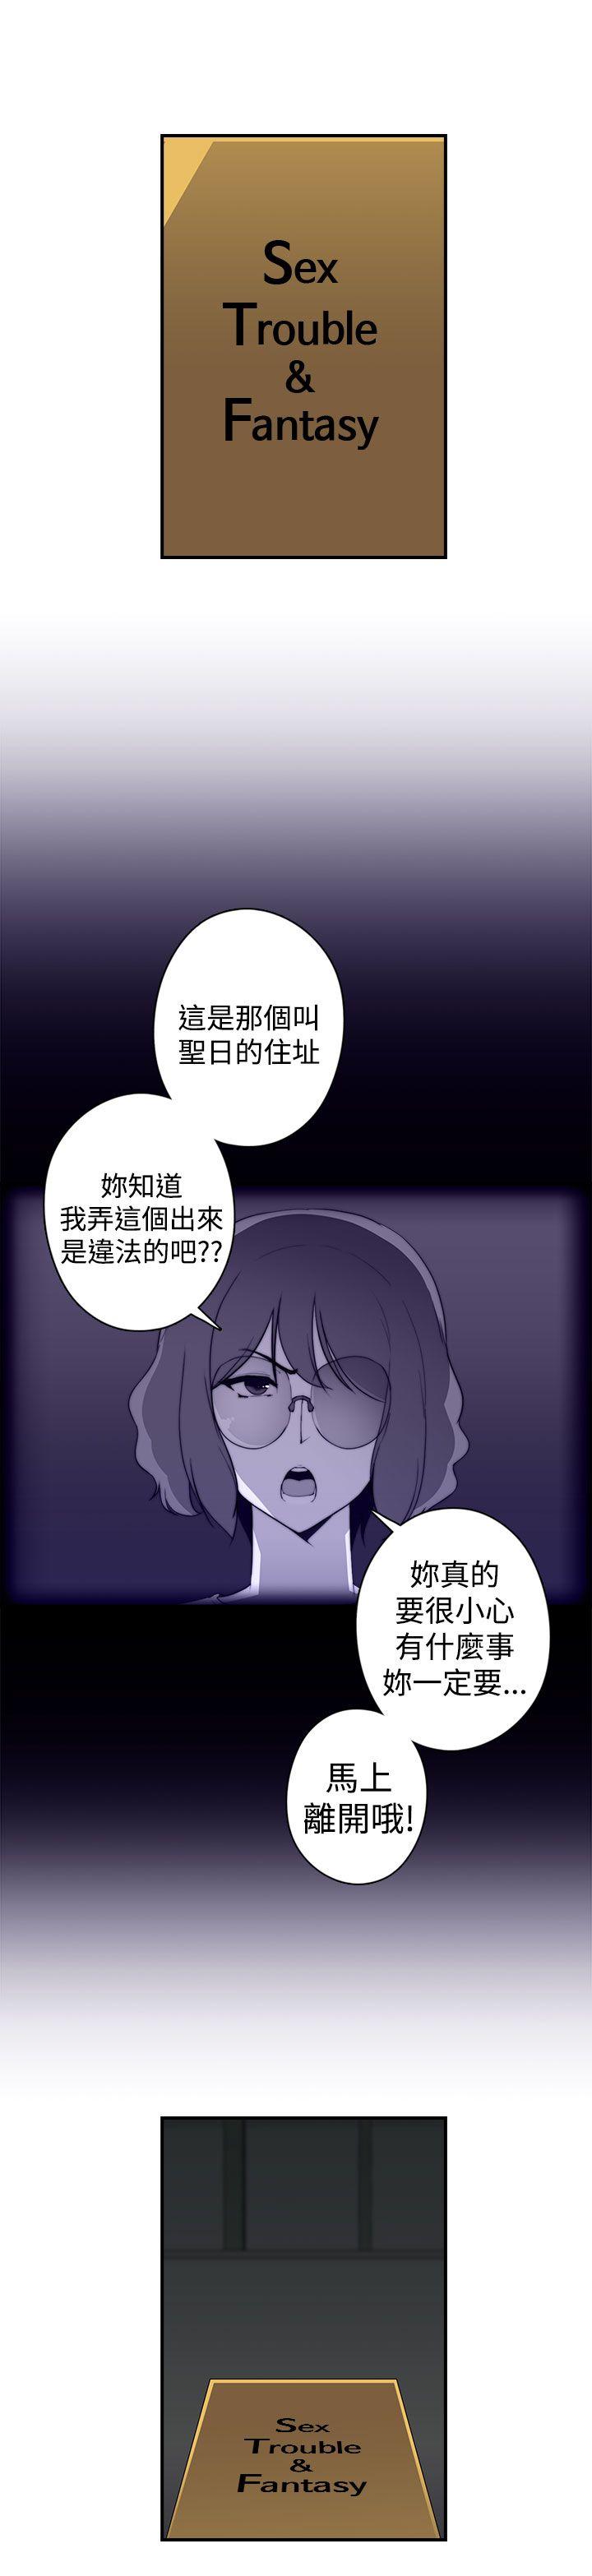 Sex
Trouble
&
Fantasy
這是那個叫
聖日的住址
妳知道
我弄這個出來
是違法的吧??
妳真的
要很小心
有什麼事
妳一定要...
馬上
離開哦!
Sex
Trouble
&
Fantasy